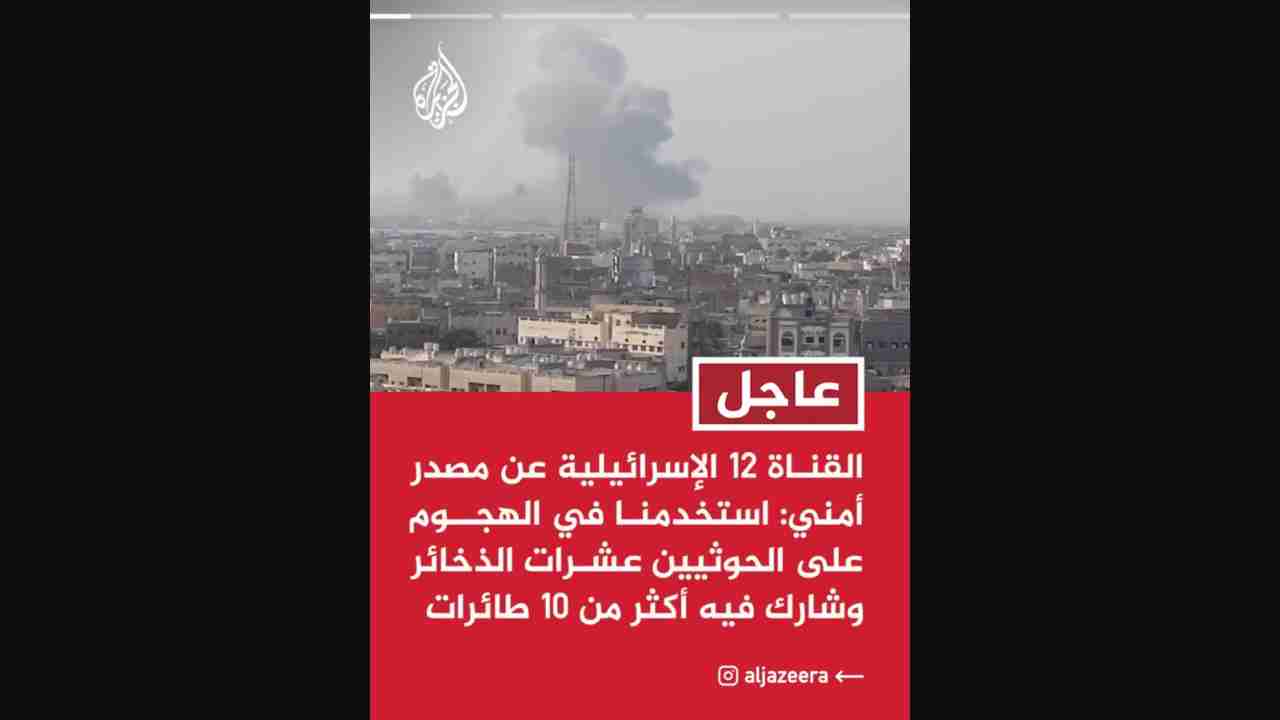 الجزيرة
عاجل
القناة 12 الإسرائيلية عن مصدر
أمني: استخدمنا في الهجوم
على الحوثيين عشرات الذخائر
وشارك فيه أكثر من 10 طائرات
aljazeera